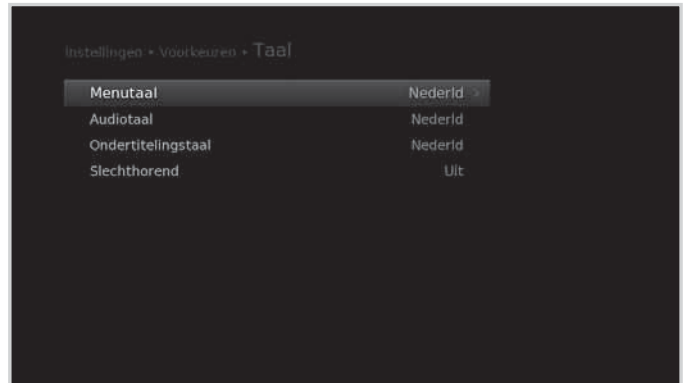 Instellingen • Voorkeuren • Taal
Menutaal Nederld >
Audiotaal Nederld
Ondertitelingstaal Nederld
Slechthorend Uit